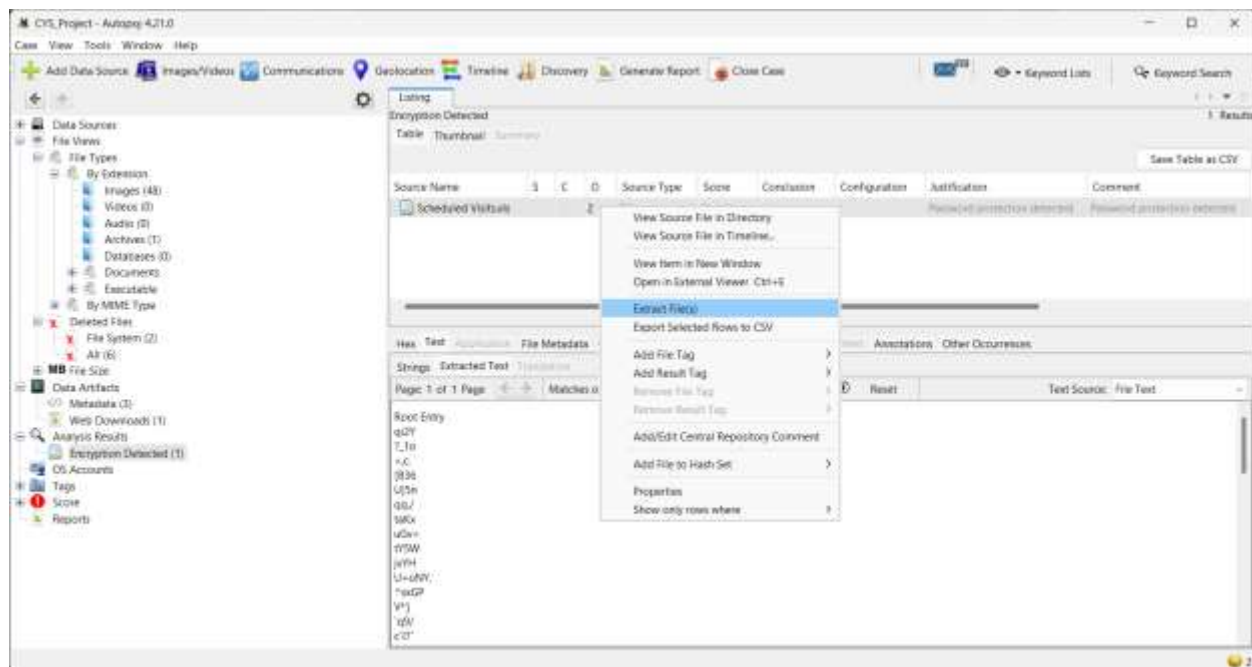 CYS_Project - Autopsy 4.21.0
Case View Tools Window Help
Add Data Source Images/Videos Communications Geolocation Timeline Discovery Generate Report Close Case Keyword Lists Keyword Search
Listing
Encryption Detected
1 Results
Table Thumbnail Summary
Save Table as CSV
Source Name S C O Source Type Score Conclusion Configuration Justification Comment
Scheduled Visits.xls 2 Password protection detected Password protection detected
Data Sources
File Views
File Types
By Extension
Images (48)
Videos (0)
Audio (0)
Archives (1)
Databases (0)
Documents
Executable
By MIME Type
Deleted Files
File System (2)
All (6)
MB File Size
Data Artifacts
Metadata (3)
Web Downloads (1)
Analysis Results
Encryption Detected (1)
OS Accounts
Tags
Score
Reports
View Source File in Directory
View Source File in Timeline...
View Item in New Window
Open in External Viewer Ctrl+E
Extract File(s)
Export Selected Rows to CSV
Add File Tag
Add Result Tag
Remove File Tag
Remove Result Tag
Add/Edit Central Repository Comment
Add File to Hash Set
Properties
Show only rows where
Hex Text Application File Metadata Annotations Other Occurrences
Strings Extracted Text Translation
Page: 1 of 1 Page Matches o Reset Text Source: File Text
Root Entry
qi2Y